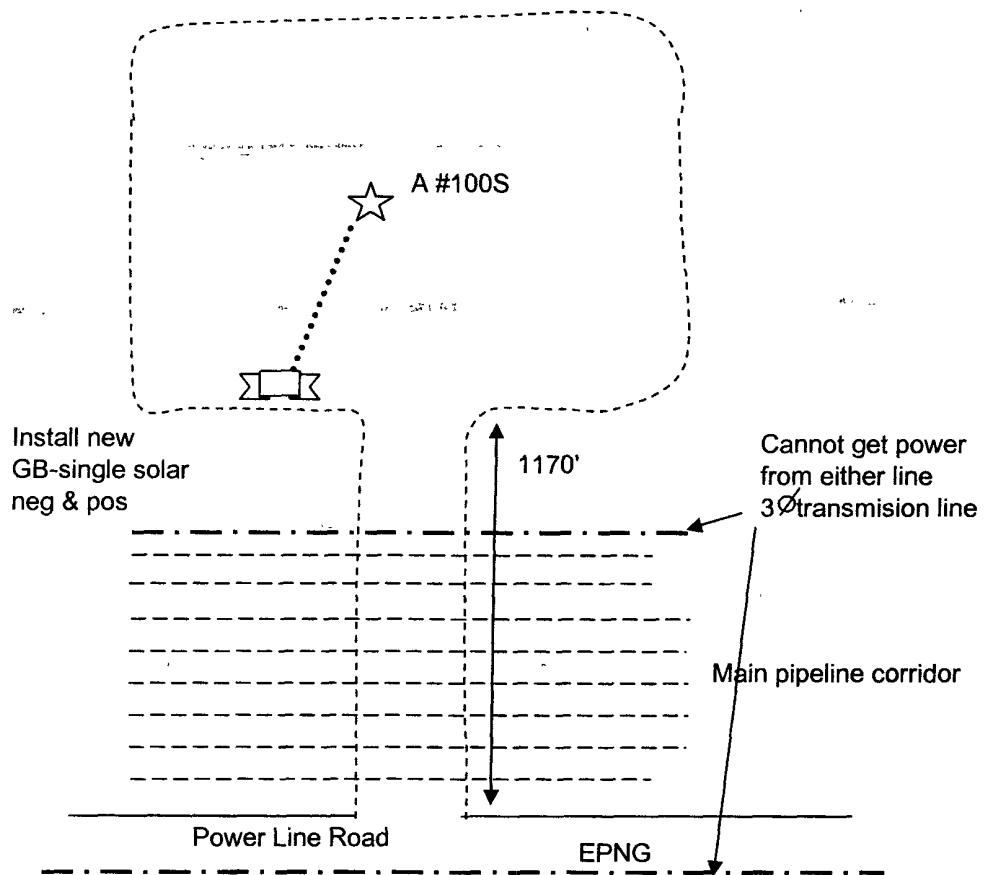 A #100S
Install new
GB-single solar
neg & pos
1170'
Cannot get power
from either line
3Øtransmision line
Main pipeline corridor
Power Line Road
EPNG